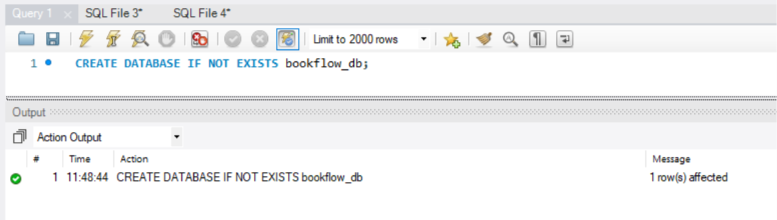 Query 1 SQL File 3* SQL File 4*
Limit to 2000 rows
1 CREATE DATABASE IF NOT EXISTS bookflow_db;
Output
Action Output
# Time Action Message
1 11:48:44 CREATE DATABASE IF NOT EXISTS bookflow_db 1 row(s) affected